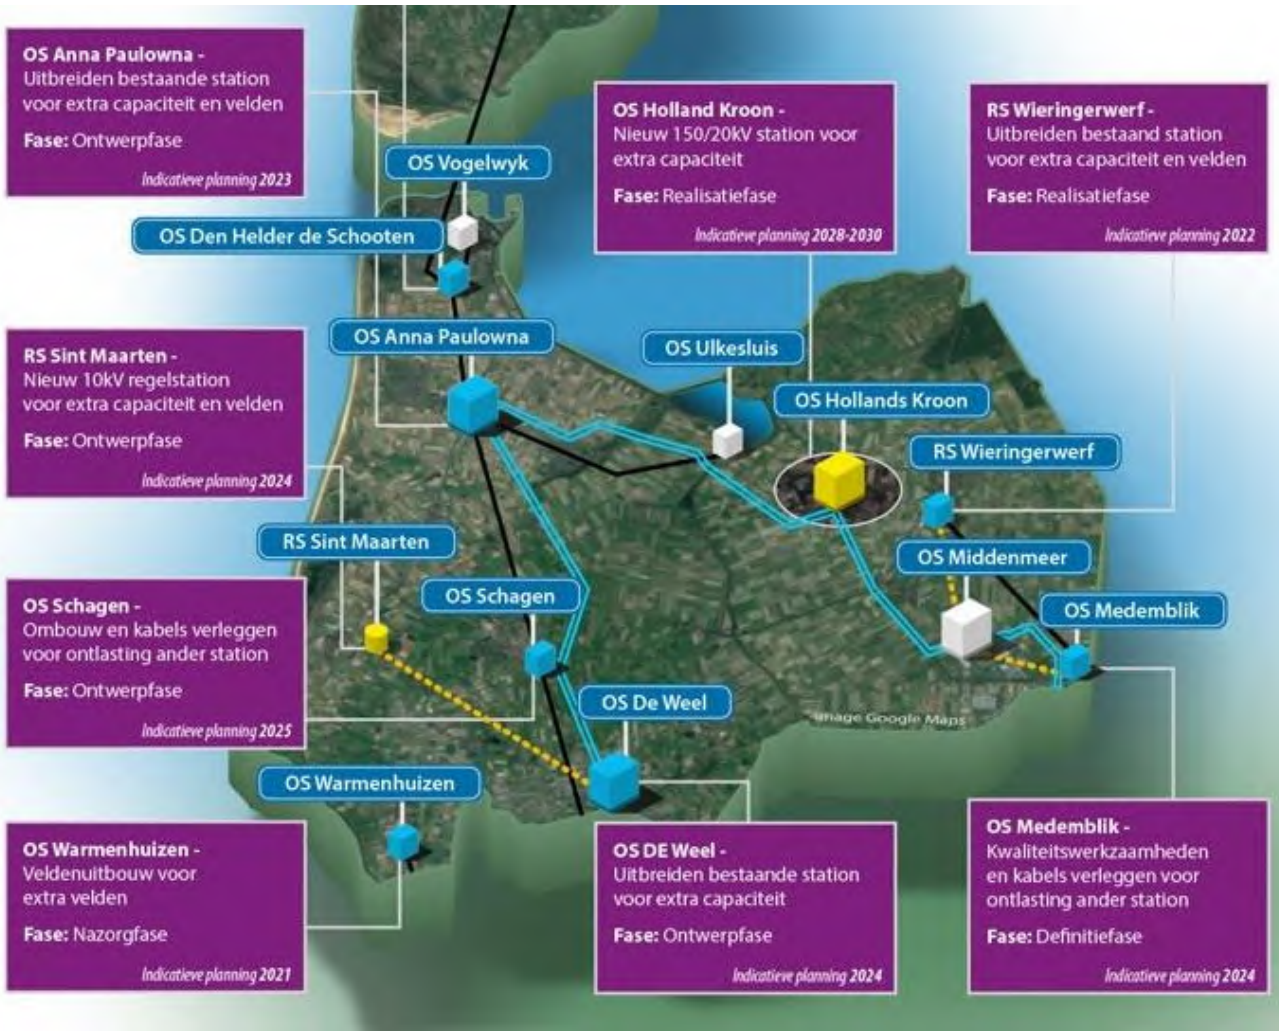 OS Anna Paulowna -
Uitbreiden bestaande station
voor extra capaciteit en velden
Fase: Ontwerpfase
Indicatieve planning 2023
OS Holland Kroon -
Nieuw 150/20kV station voor
extra capaciteit
Fase: Realisatiefase
Indicatieve planning 2028-2030
RS Wieringerwerf -
Uitbreiden bestaand station
voor extra capaciteit en velden
Fase: Realisatiefase
Indicatieve planning 2022
OS Vogelwyk
OS Den Helder de Schooten
OS Anna Paulowna
OS Ulkesluis
OS Hollands Kroon
RS Wieringerwerf
RS Sint Maarten -
Nieuw 10kV regelstation
voor extra capaciteit en velden
Fase: Ontwerpfase
Indicatieve planning 2024
RS Sint Maarten
OS Middenmeer
OS Schagen
OS Medemblik
OS Schagen -
Ombouw en kabels verleggen
voor ontlasting ander station
Fase: Ontwerpfase
Indicatieve planning 2025
OS De Weel
Image Google Maps
OS Warmenhuizen
OS Warmenhuizen -
Veldenuitbouw voor
extra velden
Fase: Nazorgfase
Indicatieve planning 2021
OS DE Weel -
Uitbreiden bestaande station
voor extra capaciteit
Fase: Ontwerpfase
Indicatieve planning 2024
OS Medemblik -
Kwaliteitswerkzaamheden
en kabels verleggen voor
ontlasting ander station
Fase: Definitiefase
Indicatieve planning 2024